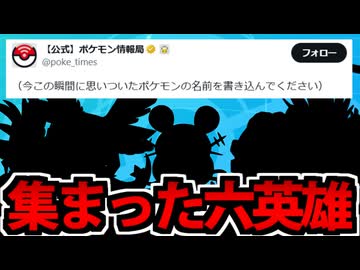 【公式】ポケモン情報局
@poke_times
フォロー
（今この瞬間に思いついたポケモンの名前を書き込んでください）
集まった六英雄